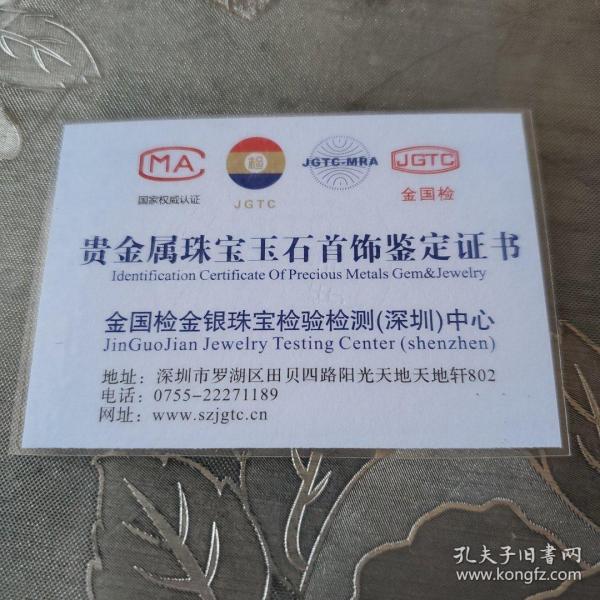 CMA
检
JGTC-MRA
JGTC
国家权威认证
JGTC
金国检
贵金属珠宝玉石首饰鉴定证书
Identification Certificate Of Precious Metals Gem&Jewelry
金国检金银珠宝检验检测(深圳)中心
JinGuoJian Jewelry Testing Center (shenzhen)
地址：深圳市罗湖区田贝四路阳光天地天地轩802
电话：0755-22271189
网址：www.szjgtc.cn
孔夫子旧书网
www.kongfz.com